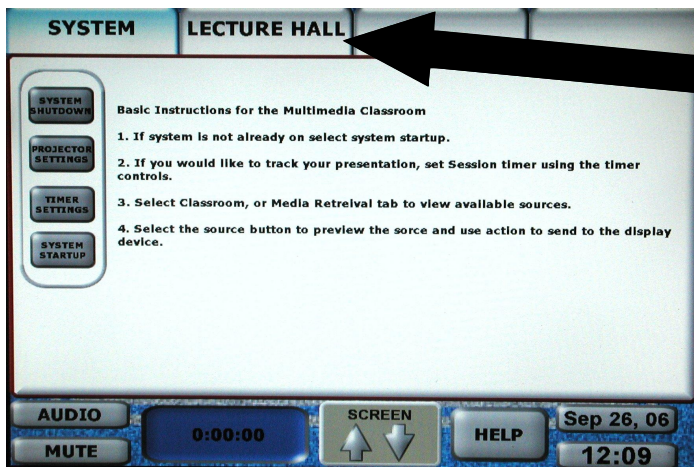 SYSTEM
LECTURE HALL
SYSTEM
SHUTDOWN
PROJECTOR
SETTINGS
TIMER
SETTINGS
SYSTEM
STARTUP
Basic Instructions for the Multimedia Classroom
1. If system is not already on select system startup.
2. If you would like to track your presentation, set Session timer using the timer
controls.
3. Select Classroom, or Media Retreival tab to view available sources.
4. Select the source button to preview the sorce and use action to send to the display
device.
AUDIO
MUTE
0:00:00
SCREEN
HELP
Sep 26, 06
12:09